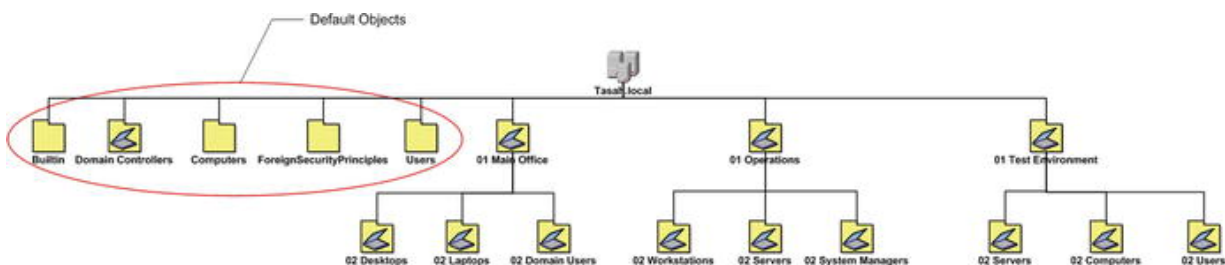 Default Objects
Tasah.local
Builtin
Domain Controllers
Computers
ForeignSecurityPrinciples
Users
01 Main Office
01 Operations
01 Test Environment
02 Desktops
02 Laptops
02 Domain Users
02 Workstations
02 Servers
02 System Managers
02 Servers
02 Computers
02 Users